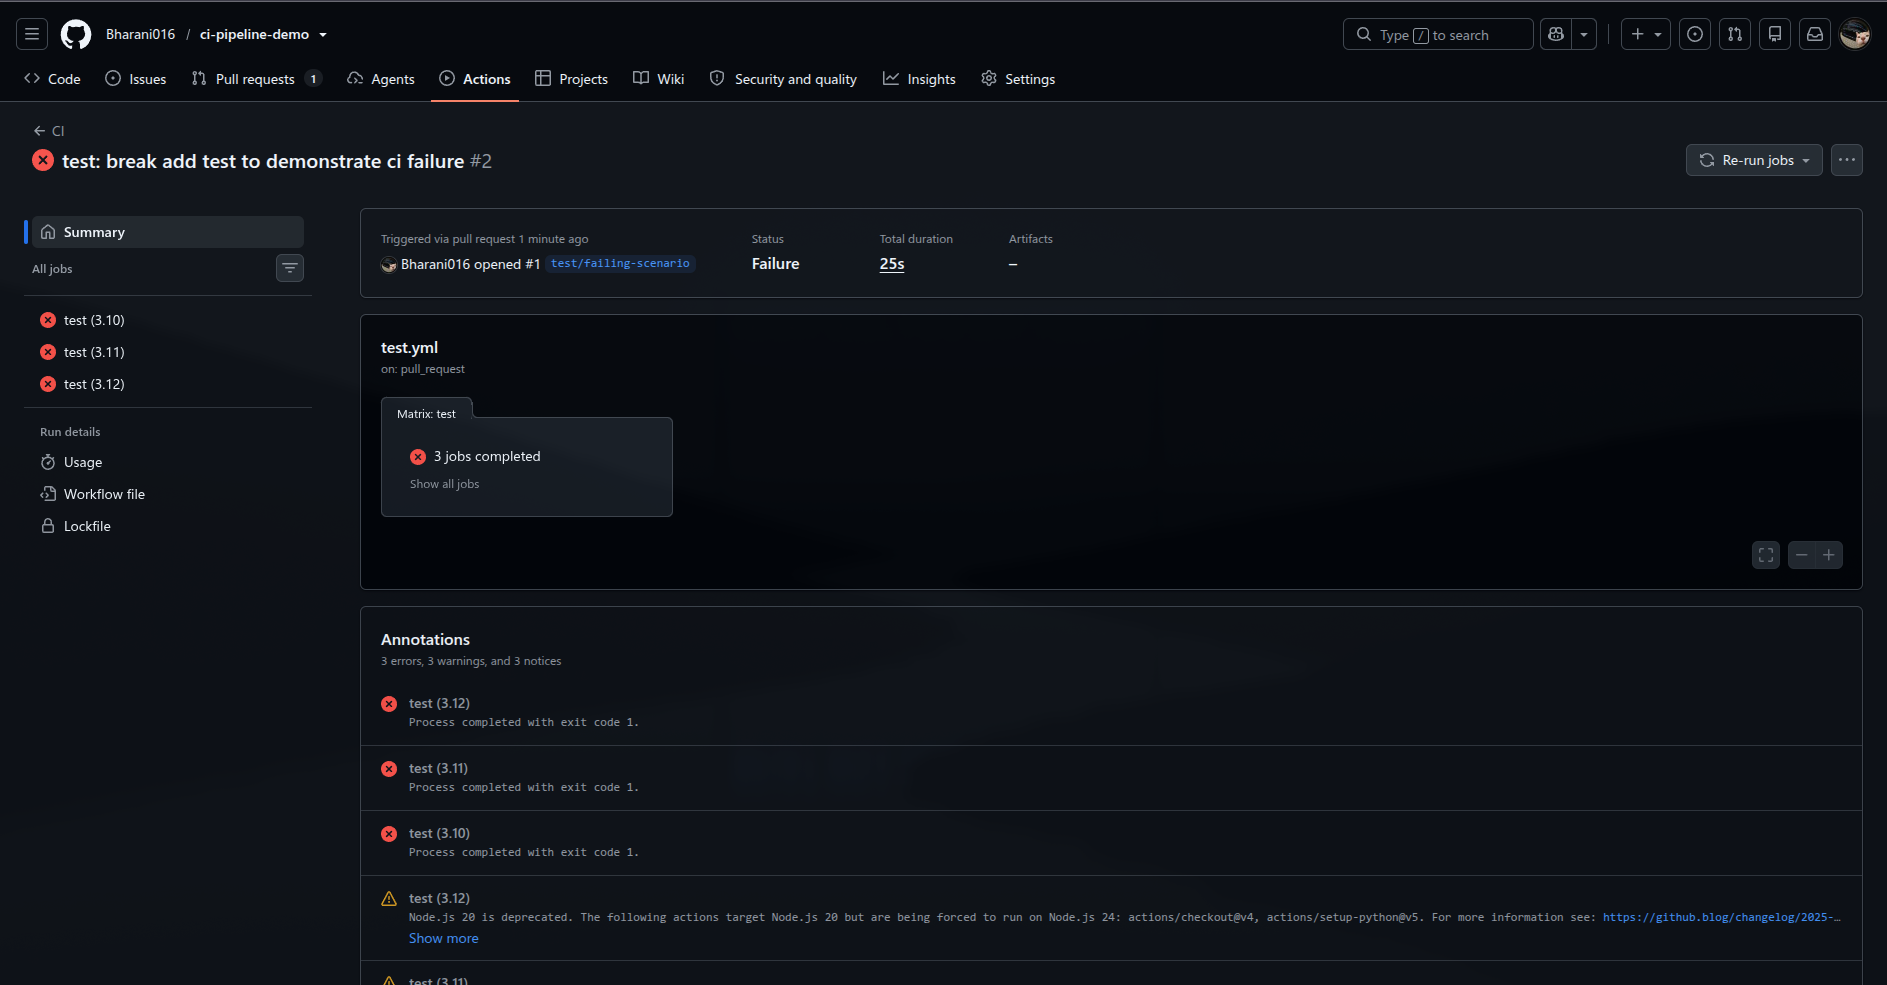 Bharani016 / ci-pipeline-demo
Type / to search
Code
Issues
Pull requests 1
Agents
Actions
Projects
Wiki
Security and quality
Insights
Settings
CI
test: break add test to demonstrate ci failure #2
Re-run jobs
Summary
All jobs
test (3.10)
test (3.11)
test (3.12)
Run details
Usage
Workflow file
Lockfile
Triggered via pull request 1 minute ago
Bharani016 opened #1 test/failing-scenario
Status
Failure
Total duration
25s
Artifacts
–
test.yml
on: pull_request
Matrix: test
3 jobs completed
Show all jobs
Annotations
3 errors, 3 warnings, and 3 notices
test (3.12)
Process completed with exit code 1.
test (3.11)
Process completed with exit code 1.
test (3.10)
Process completed with exit code 1.
test (3.12)
Node.js 20 is deprecated. The following actions target Node.js 20 but are being forced to run on Node.js 24: actions/checkout@v4, actions/setup-python@v5. For more information see: https://github.blog/changelog/2025-…
Show more
test (3.11)